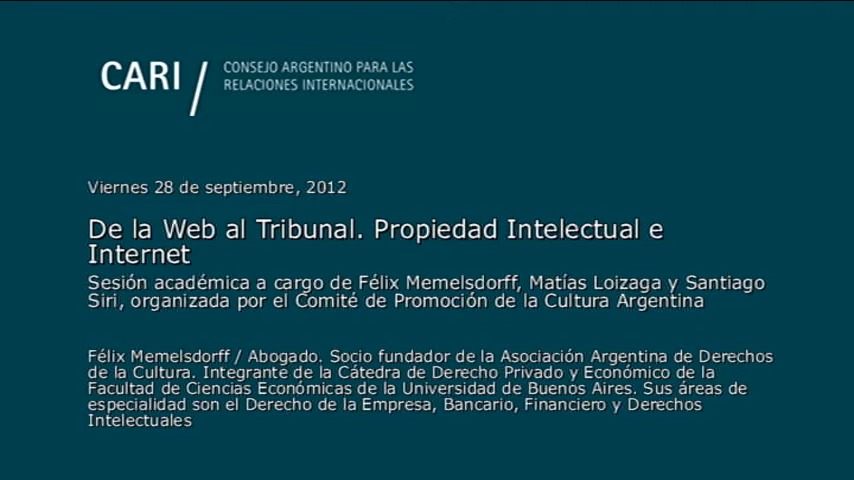 CARI/
CONSEJO ARGENTINO PARA LAS
RELACIONES INTERNACIONALES
Viernes 28 de septiembre, 2012
De la Web al Tribunal. Propiedad Intelectual e
Internet
Sesión académica a cargo de Félix Memelsdorff, Matías Loizaga y Santiago
Siri, organizada por el Comité de Promoción de la Cultura Argentina
Félix Memelsdorff / Abogado. Socio fundador de la Asociación Argentina de Derechos
de la Cultura. Integrante de la Cátedra de Derecho Privado y Económico de la
Facultad de Ciencias Económicas de la Universidad de Buenos Aires. Sus áreas de
especialidad son el Derecho de la Empresa, Bancario, Financiero y Derechos
Intelectuales